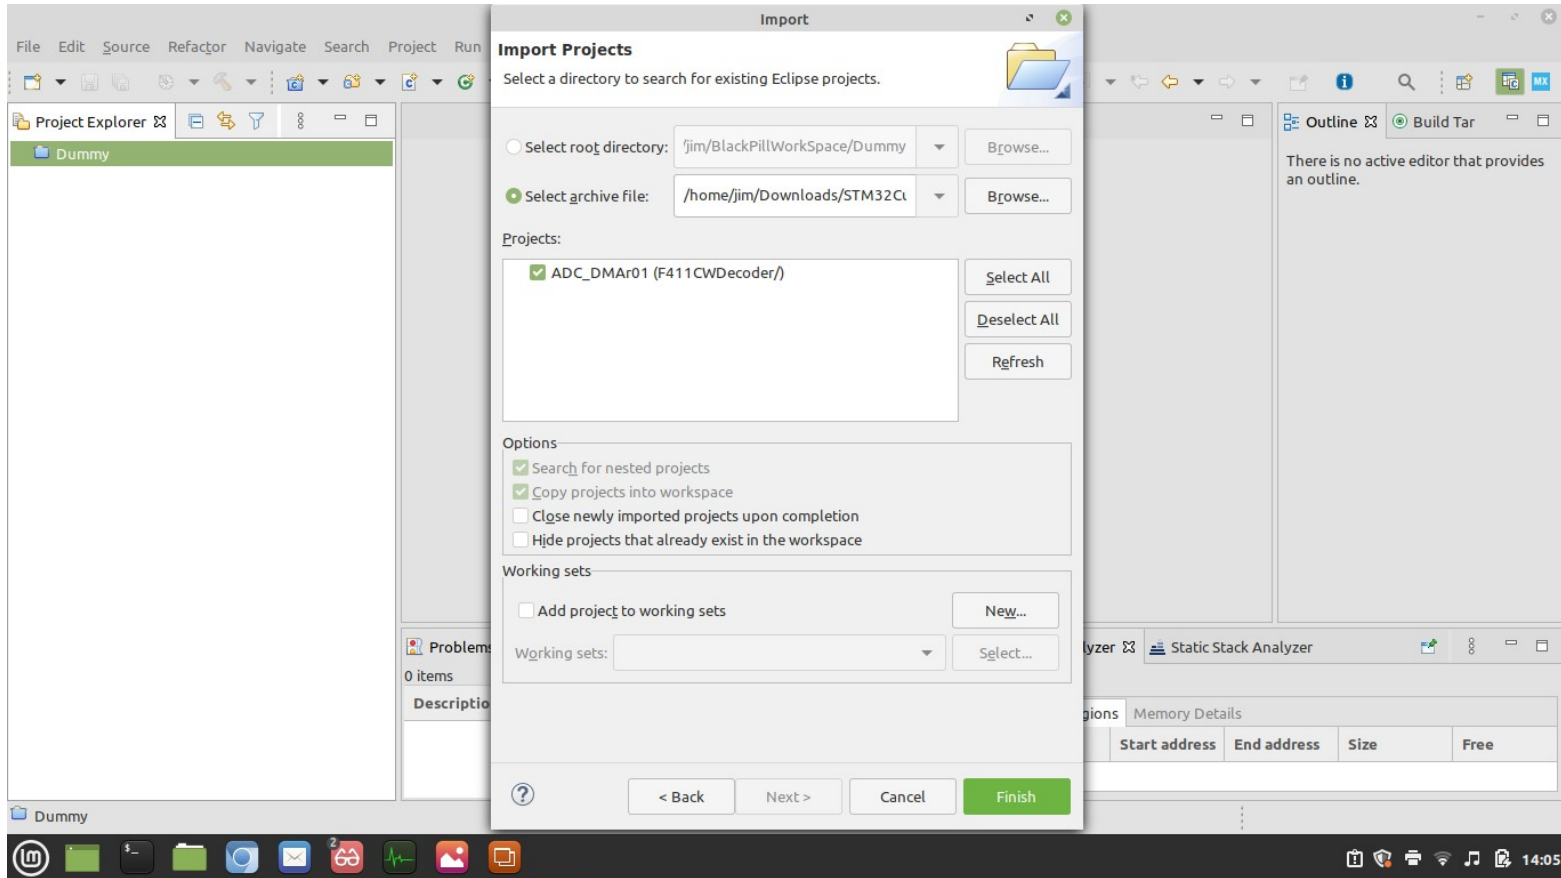 Import
File Edit Source Refactor Navigate Search Project Run
Import Projects
Select a directory to search for existing Eclipse projects.
MX
Project Explorer
Outline
Build Tar
Dummy
There is no active editor that provides
an outline.
Select root directory: /jim/BlackPillWorkSpace/Dummy Browse...
Select archive file: /home/jim/Downloads/STM32Cu Browse...
Projects:
ADC_DMAr01 (F411CWDecoder/)
Select All
Deselect All
Refresh
Options
Search for nested projects
Copy projects into workspace
Close newly imported projects upon completion
Hide projects that already exist in the workspace
Working sets
Add project to working sets New...
Working sets: Select...
Problems
lyzer Static Stack Analyzer
0 items
Descriptio
gions Memory Details
Start address End address Size Free
< Back Next > Cancel Finish
Dummy
2
14:05